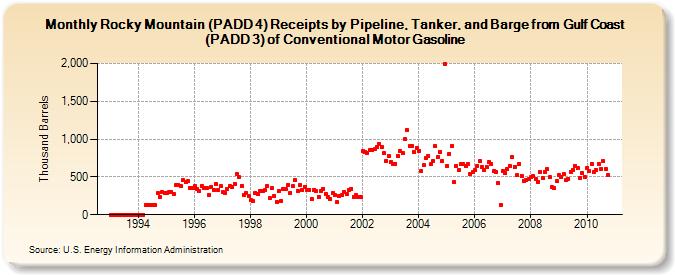 Monthly Rocky Mountain (PADD 4) Receipts by Pipeline, Tanker, and Barge from Gulf Coast
(PADD 3) of Conventional Motor Gasoline
Thousand Barrels
2,000
1,500
1,000
500
0
1994 1996 1998 2000 2002 2004 2006 2008 2010
Source: U.S. Energy Information Administration